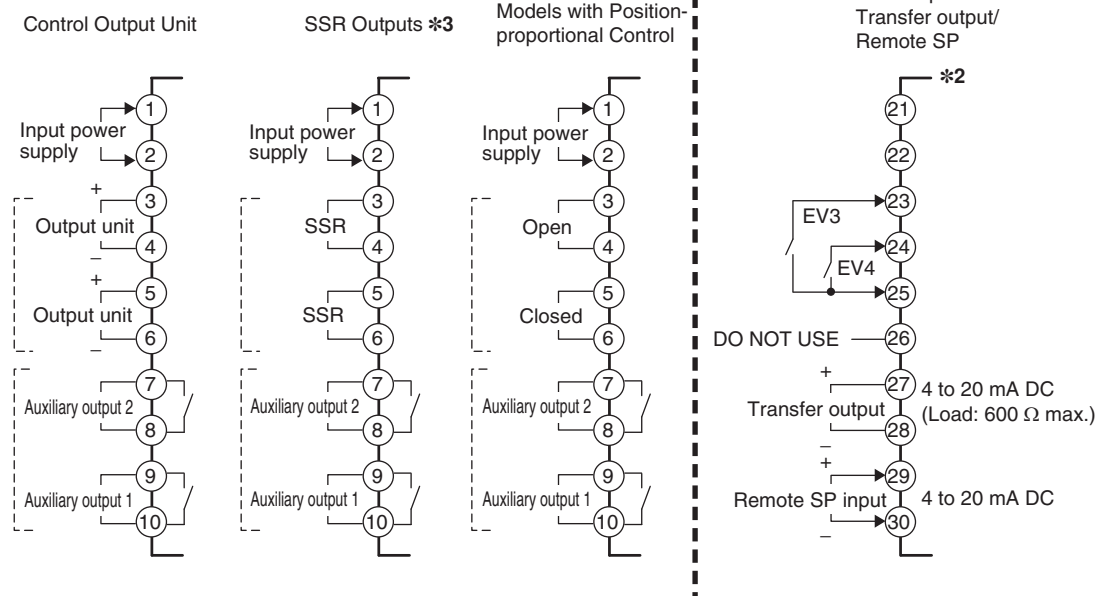 Control Output Unit
1
Input power
supply
2
+
3
Output unit
4
–
+
5
Output unit
6
–
7
Auxiliary output 2
8
9
Auxiliary output 1
10
SSR Outputs ✻3
1
Input power
supply
2
3
SSR
4
5
SSR
6
7
Auxiliary output 2
8
9
Auxiliary output 1
10
Models with Position-
proportional Control
1
Input power
supply
2
3
Open
4
5
Closed
6
7
Auxiliary output 2
8
9
Auxiliary output 1
10
Transfer output/
Remote SP
✻2
21
22
23
EV3
24
EV4
25
DO NOT USE 26
+
27
4 to 20 mA DC
Transfer output
(Load: 600 Ω max.)
28
–
+
29
Remote SP input
4 to 20 mA DC
30
–